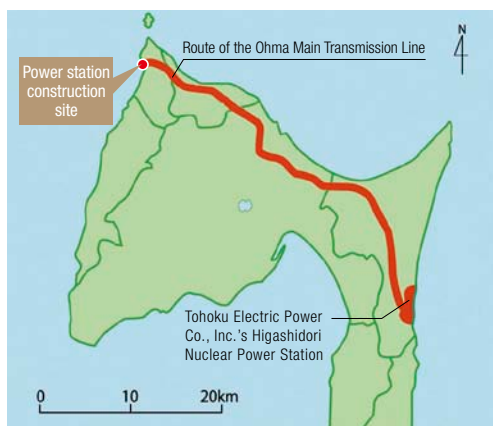 Route of the Ohma Main Transmission Line
N
Power station
construction
site
Tohoku Electric Power
Co., Inc.'s Higashidori
Nuclear Power Station
0 10 20km